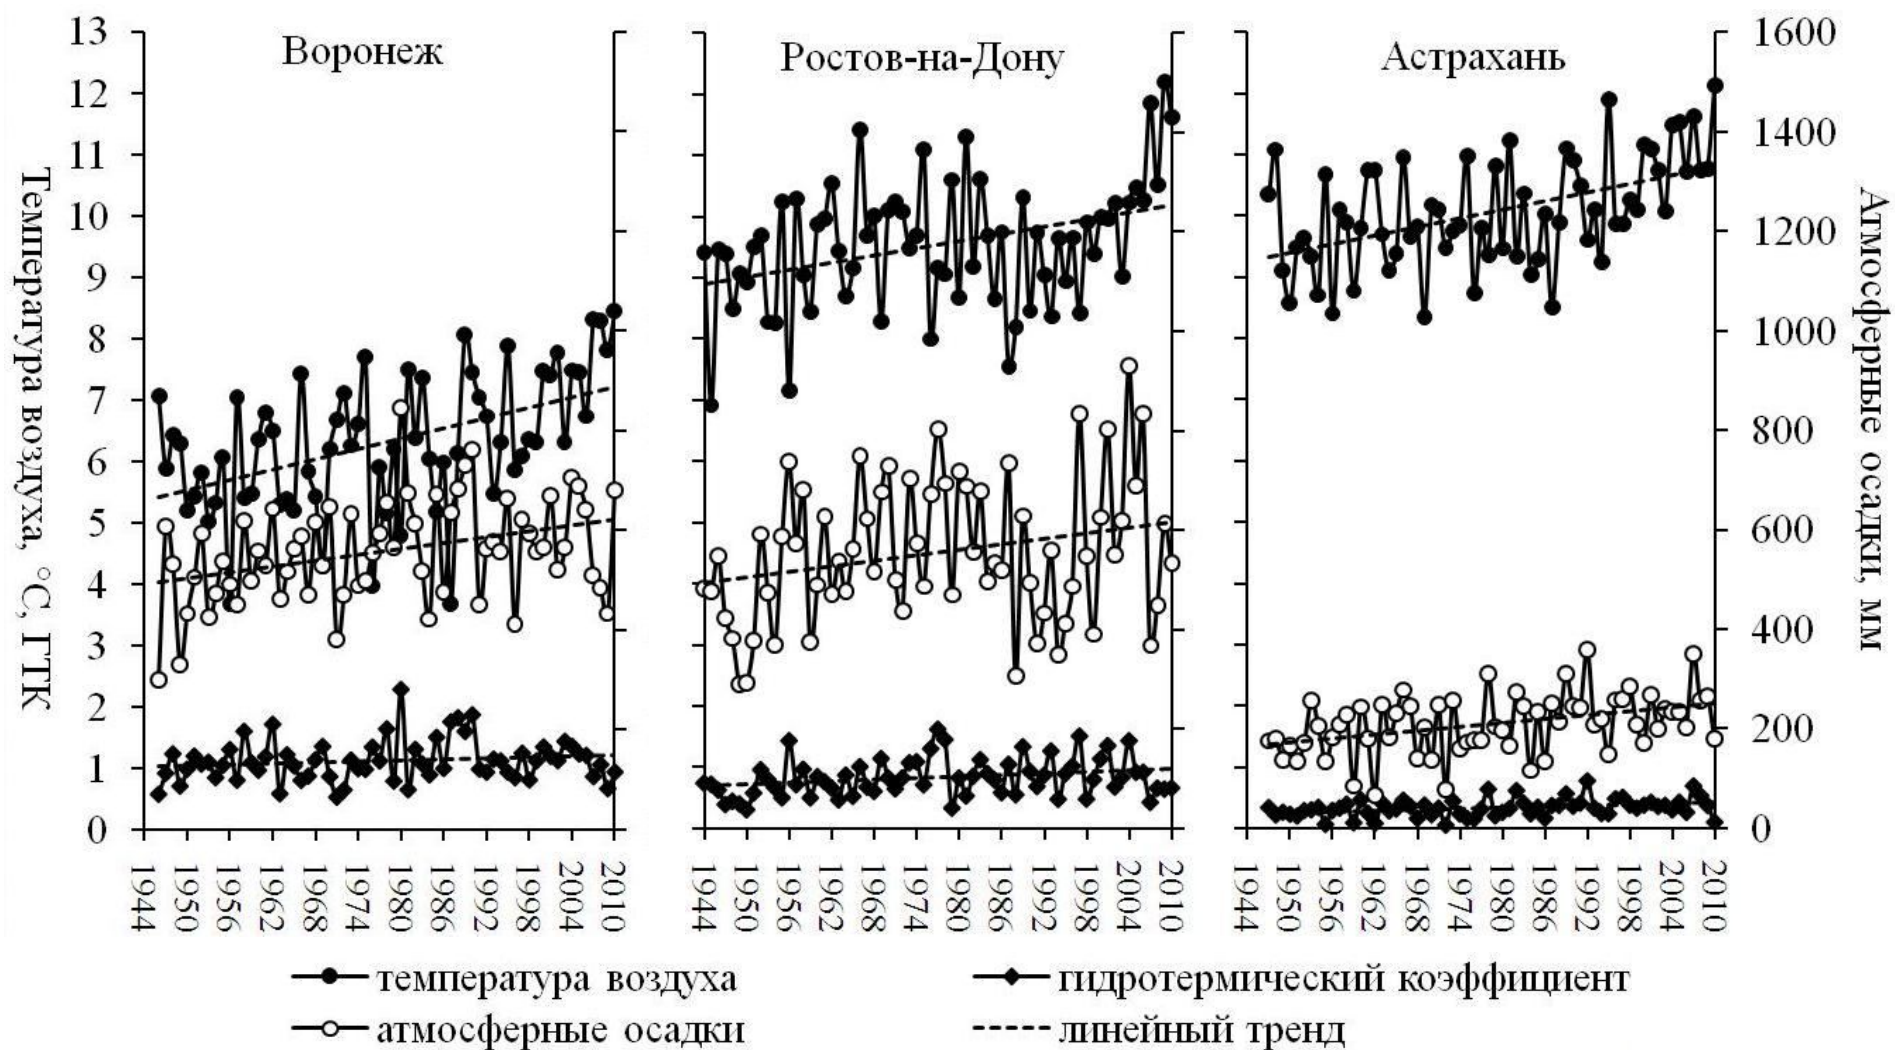 Воронеж
Ростов-на-Дону
Астрахань
Температура воздуха, °С, ГТК
13
12
11
10
9
8
7
6
5
4
3
2
1
0
1600
1400
1200
1000
800
600
400
200
0
Атмосферные осадки, мм
1944 1950 1956 1962 1968 1974 1980 1986 1992 1998 2004 2010
1944 1950 1956 1962 1968 1974 1980 1986 1992 1998 2004 2010
1944 1950 1956 1962 1968 1974 1980 1986 1992 1998 2004 2010
температура воздуха
гидротермический коэффициент
атмосферные осадки
линейный тренд